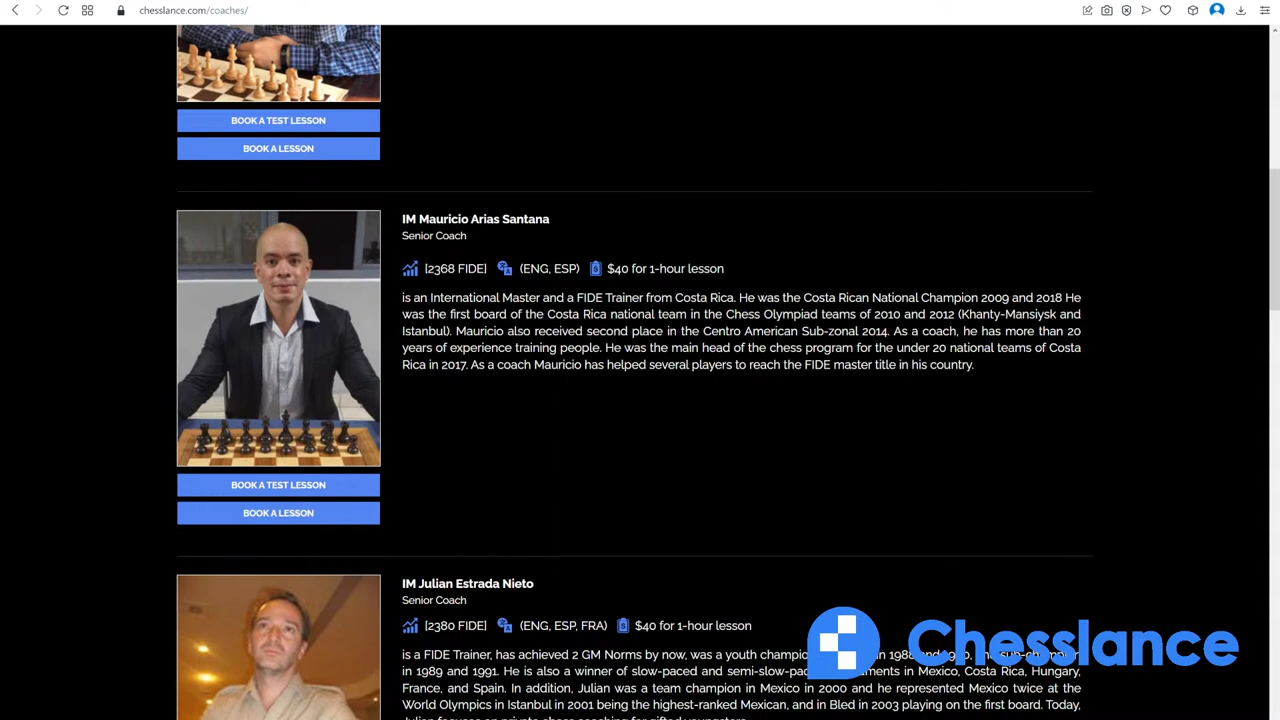 chesslance.com/coaches/
BOOK A TEST LESSON
BOOK A LESSON
IM Mauricio Arias Santana
Senior Coach
[2368 FIDE] (ENG, ESP) $40 for 1-hour lesson
is an International Master and a FIDE Trainer from Costa Rica. He was the Costa Rican National Champion 2009 and 2018 He
was the first board of the Costa Rica national team in the Chess Olympiad teams of 2010 and 2012 (Khanty-Mansiysk and
Istanbul). Mauricio also received second place in the Centro American Sub-zonal 2014. As a coach, he has more than 20
years of experience training people. He was the main head of the chess program for the under 20 national teams of Costa
Rica in 2017. As a coach Mauricio has helped several players to reach the FIDE master title in his country.
BOOK A TEST LESSON
BOOK A LESSON
IM Julian Estrada Nieto
Senior Coach
[2380 FIDE] (ENG, ESP, FRA) $40 for 1-hour lesson
is a FIDE Trainer, has achieved 2 GM Norms by now, was a youth in and
in 1989 and 1991. He is also a winner of slow-paced and in Mexico, Costa Rica, Hungary,
France, and Spain. In addition, Julian was a team champion in Mexico in 2000 and he represented Mexico twice at the
World Olympics in Istanbul in 2001 being the highest-ranked Mexican, and in Bled in 2003 playing on the first board. Today,
Chesslance